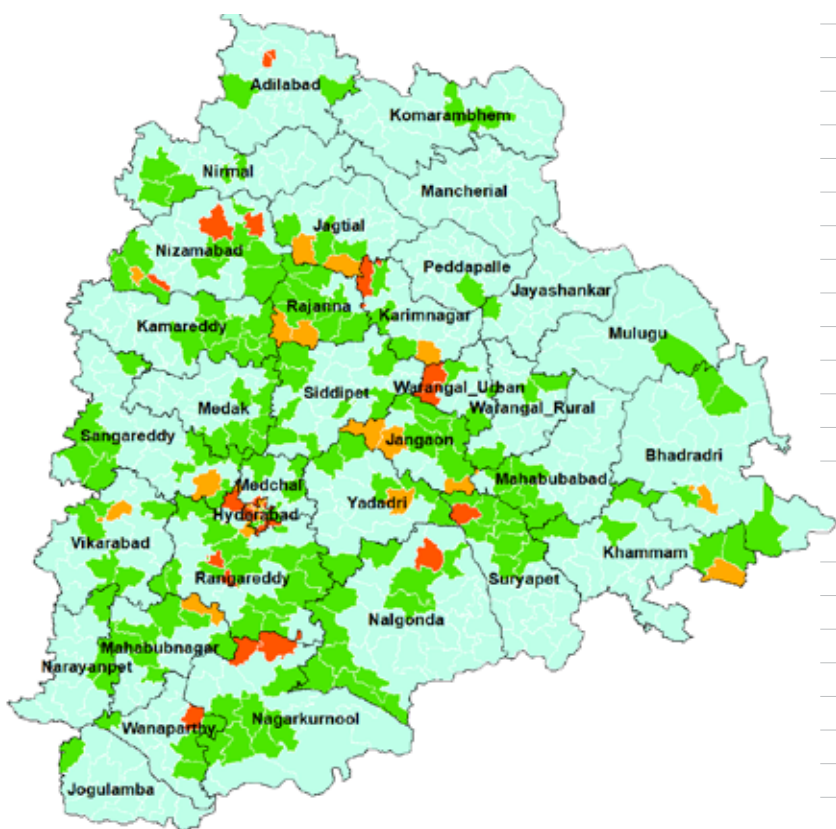 Adilabad
Komarambhem
Nirmal
Mancherial
Jagtial
Nizamabad
Peddapalle
Jayashankar
Rajanna
Karimnagar
Kamareddy
Mulugu
Siddipet
Warangal_Urban
Medak
Warangal_Rural
Sangareddy
Jangaon
Bhadradri
Mahabubabad
Medchal
Yadadri
Hyderabad
Vikarabad
Khammam
Rangareddy
Suryapet
Nalgonda
Mahabubnagar
Narayanpet
Nagarkurnool
Wanaparthy
Jogulamba